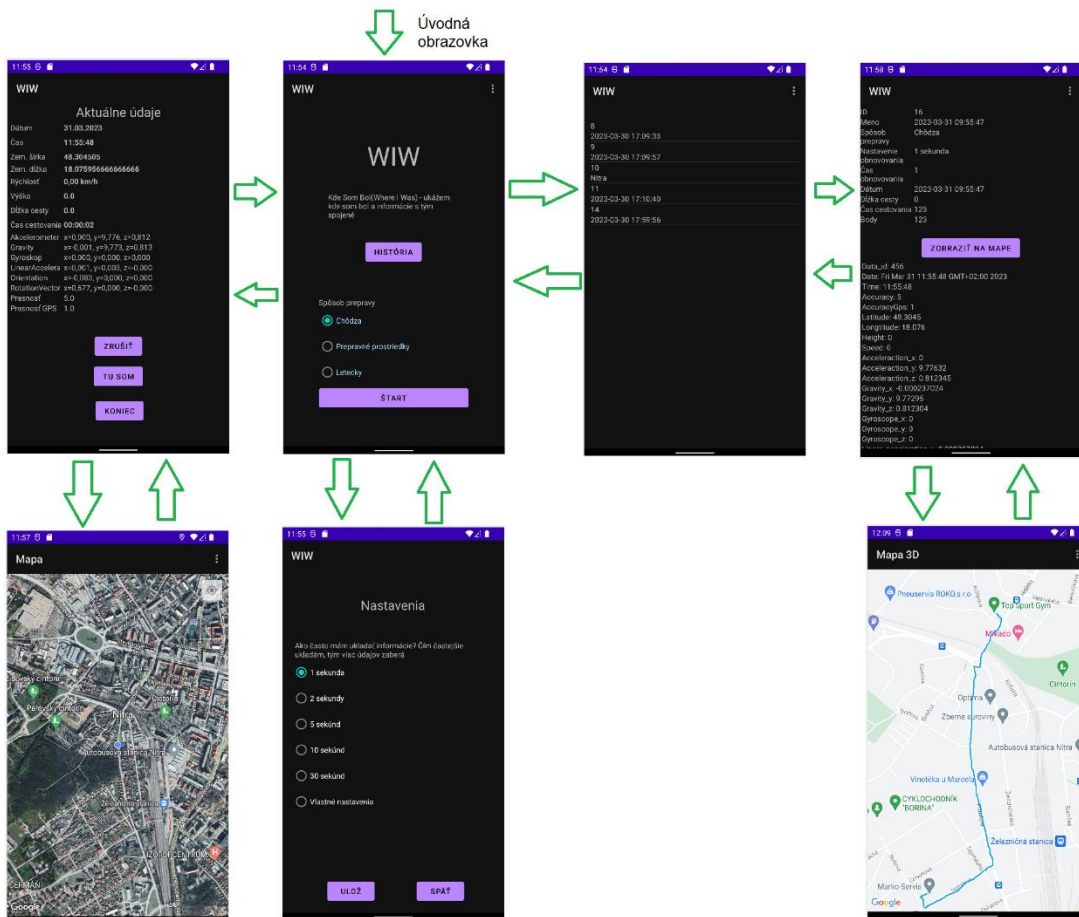 Úvodná
obrazovka
11:55
WIW
Aktuálne údaje
Dátum 31.03.2023
Čas 11:55:48
Zem. šírka 48.304505
Zem. dĺžka 18.075956666666666
Rýchlosť 0,00 km/h
Výška 0.0
Dĺžka cesty 0.0
Čas cestovania 00:00:02
Akcelerometer x=0,000, y=9,776, z=0,812
Gravity x=-0,001, y=9,773, z=0,813
Gyroskop x=0,000, y=0,000, z=0,000
LinearAccelera x=0,001, y=0,003, z=-0,000
Orientation x=-0,083, y=0,000, z=-0,000
RotationVector x=0,677, y=0,000, z=-0,000
Presnosť 5.0
Presnosť GPS 1.0
ZRUŠIŤ
TU SOM
KONIEC
11:54
WIW
WIW
Kde Som Bol(Where I Was) - ukážem
kde som bol a informácie s tým
spojené
HISTÓRIA
Spôsob prepravy
Chôdza
Prepravné prostriedky
Letecky
ŠTART
11:54
WIW
8
2023-03-30 17:09:33
9
2023-03-30 17:09:57
10
Nitra
11
2023-03-30 17:10:40
14
2023-03-30 17:59:56
11:58
WIW
ID 16
Meno 2023-03-31 09:55:47
Spôsob Chôdza
prepravy
Nastavenie 1 sekunda
obnovovania
Čas 1
obnovovania
Dátum 2023-03-31 09:55:47
Dĺžka cesty 0
Čas cestovania 123
Body 123
ZOBRAZIŤ NA MAPE
Data_id: 456
Date: Fri Mar 31 11:55:48 GMT+02:00 2023
Time: 11:55:48
Accuracy: 5
AccuracyGps: 1
Latitude: 48.3045
Longtitude: 18.076
Height: 0
Speed: 0
Acceleraction_x: 0
Acceleraction_y: 9.77632
Acceleraction_z: 0.812345
Gravity_x: -0.000237024
Gravity_y: 9.77296
Gravity_z: 0.812304
Gyroscope_x: 0
Gyroscope_y: 0
Gyroscope_z: 0
11:57
Mapa
Nitra
Cintorín
Autobusová stanica Nitra
Železničná stanica
IZOTOPCENTRUM
ČERMÁŇ
Google
11:55
WIW
Nastavenia
Ako často mám ukladať informácie? Čím častejšie
ukladám, tým viac údajov zaberá
1 sekunda
2 sekundy
5 sekúnd
10 sekúnd
30 sekúnd
Vlastné nastavenia
ULOŽ
SPÄŤ
12:09
Mapa 3D
Pneuservis ROKO.s.r.o
Top Sport Gym
Mikado
Cintorín
Optima
Zberne suroviny
Autobusová stanica Nitra
Vinotéka u Marcela
CYKLOCHODNÍK
"BORINA"
Železničná stanica
Marko-Servis
Google